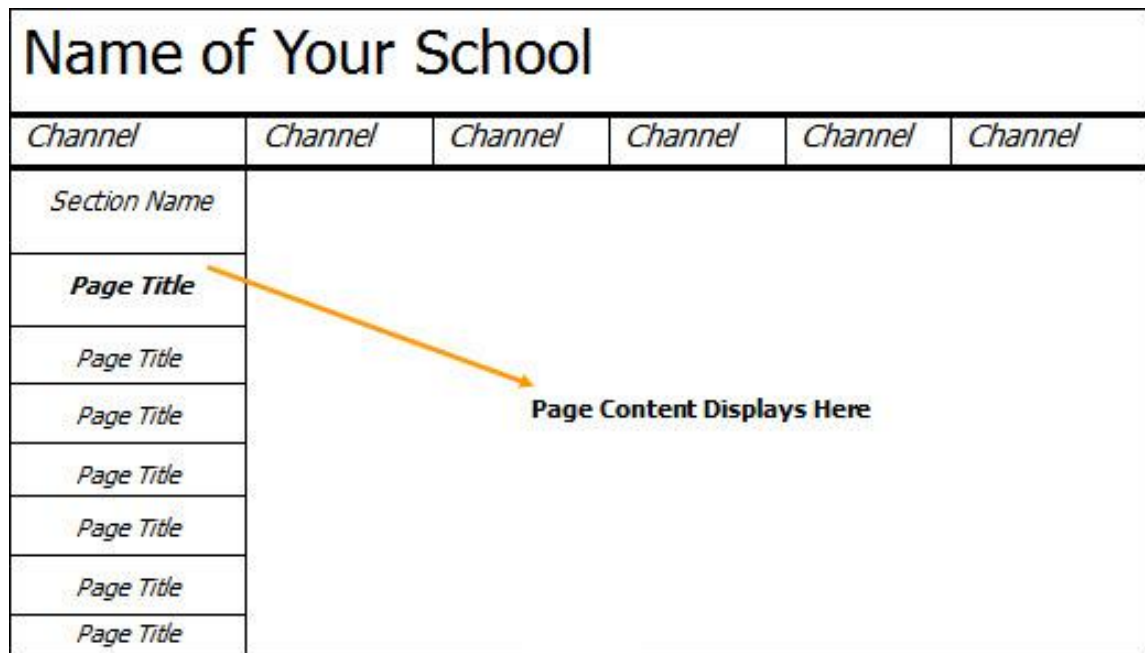 Name of Your School
Channel Channel Channel Channel Channel Channel
Section Name
Page Title
Page Title
Page Title
Page Content Displays Here
Page Title
Page Title
Page Title
Page Title